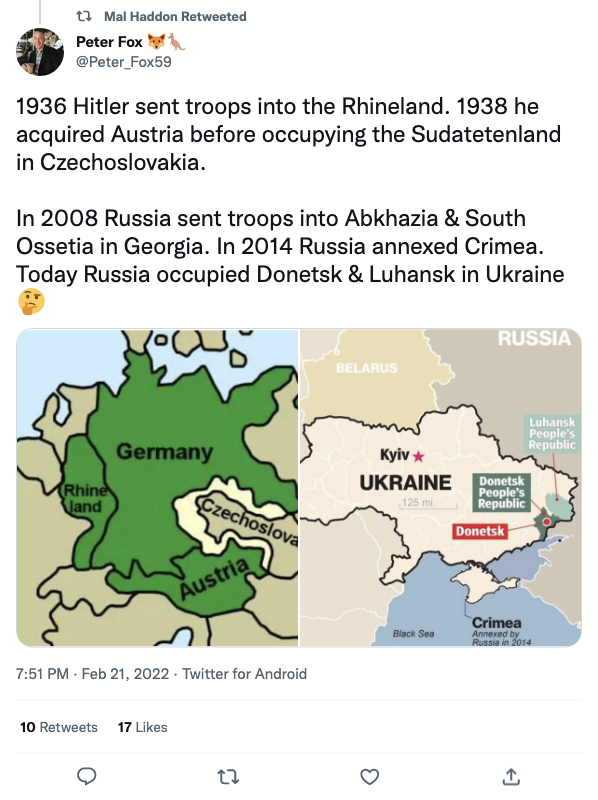 Mal Haddon Retweeted
Peter Fox 🦊🦘
@Peter_Fox59
1936 Hitler sent troops into the Rhineland. 1938 he
acquired Austria before occupying the Sudatetenland
in Czechoslovakia.
In 2008 Russia sent troops into Abkhazia & South
Ossetia in Georgia. In 2014 Russia annexed Crimea.
Today Russia occupied Donetsk & Luhansk in Ukraine
🤔
Germany
Rhine
land
Czechoslova
Austria
RUSSIA
BELARUS
Luhansk
People's
Republic
Kyiv
UKRAINE
125 mi
Donetsk
People's
Republic
Donetsk
Black Sea
Crimea
Annexed by
Russia in 2014
7:51 PM · Feb 21, 2022 · Twitter for Android
10 Retweets 17 Likes